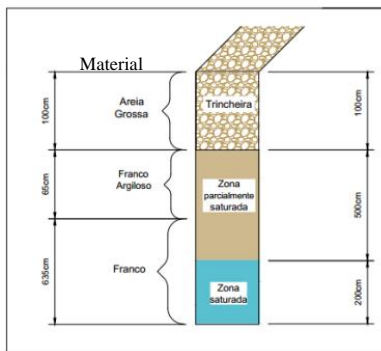 Material
Areia
Grossa
Trincheira
100cm
100cm
Franco
Argiloso
65cm
Zona
parcialmente
saturada
500cm
Franco
635cm
Zona
saturada
200cm